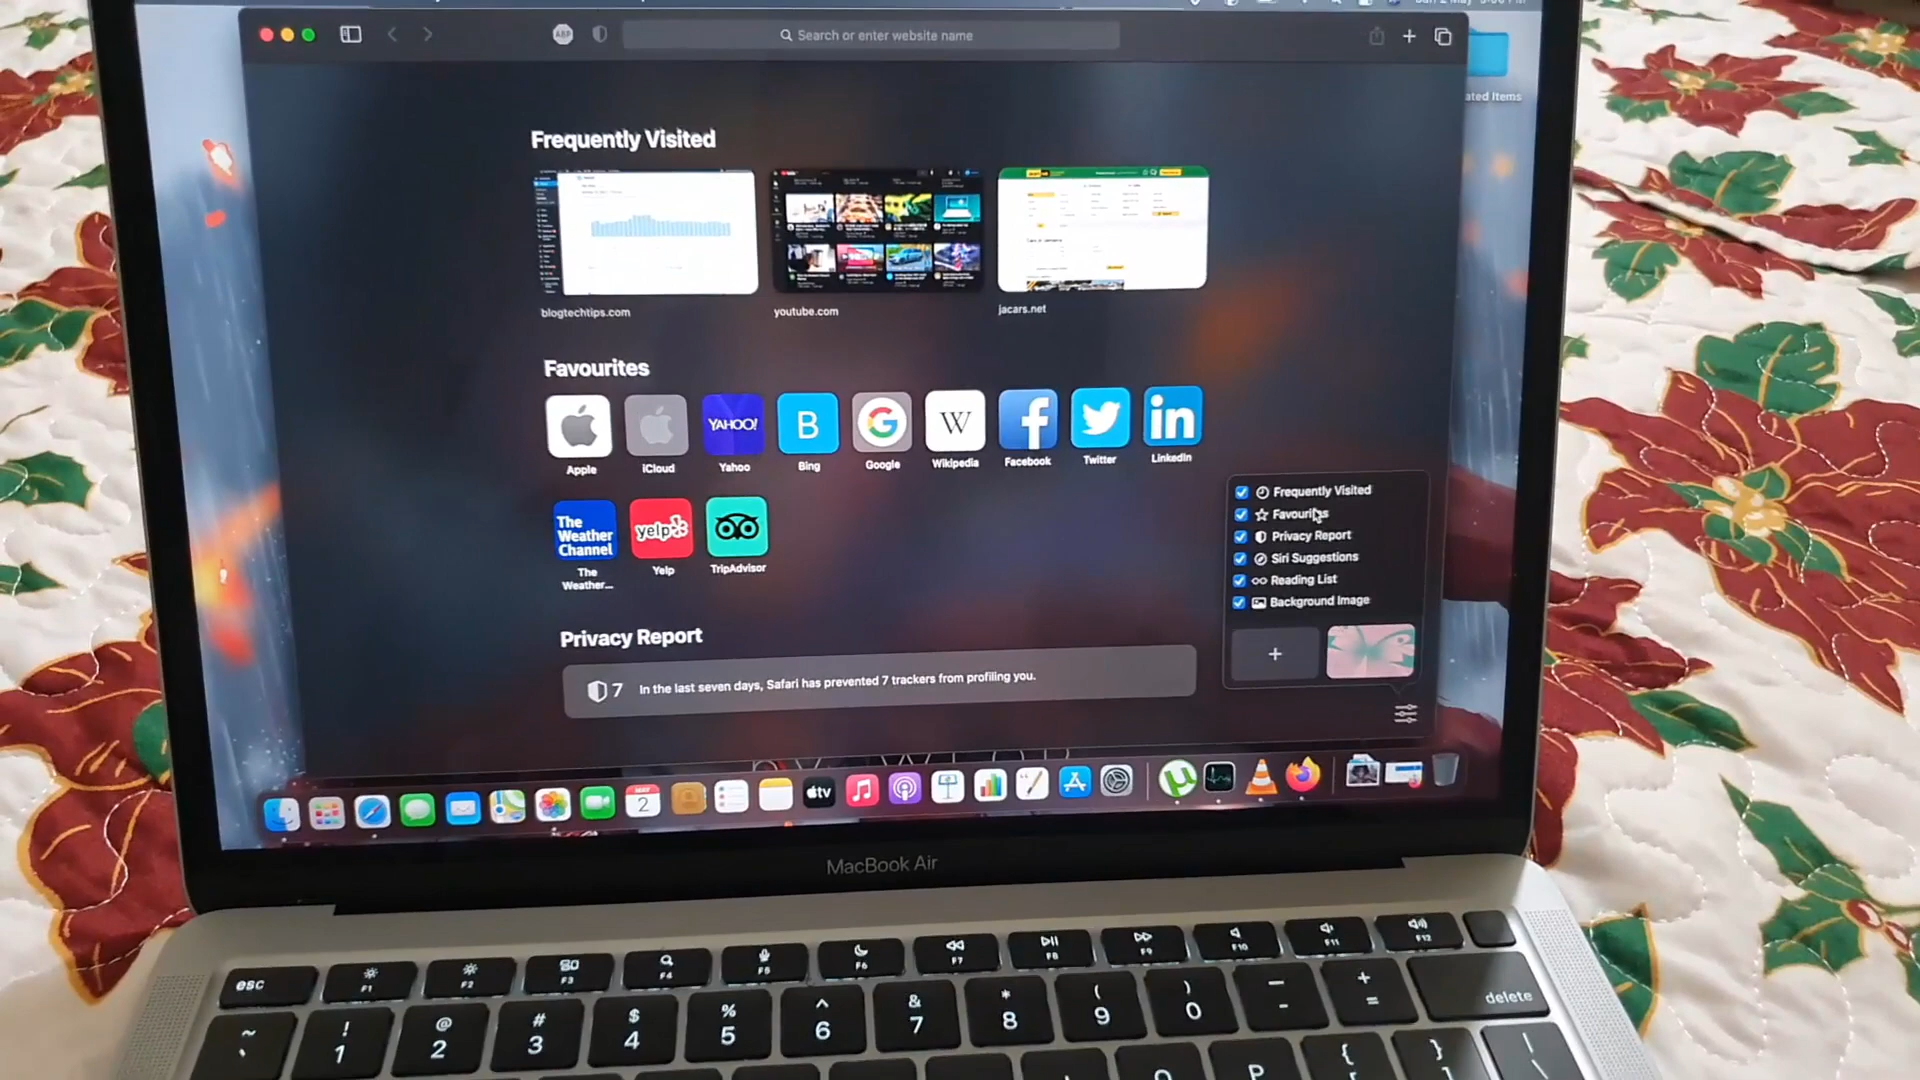 Search or enter website name
ated Items
Frequently Visited
blogtechtips.com
youtube.com
jacars.net
Favourites
YAHOO!
B
G
W
f
in
Apple
iCloud
Yahoo
Bing
Google
Wikipedia
Facebook
Twitter
LinkedIn
The
Weather
Channel
yelp
The
Weather...
Yelp
TripAdvisor
Frequently Visited
Favourites
Privacy Report
Siri Suggestions
Reading List
Background Image
+
Privacy Report
7 In the last seven days, Safari has prevented 7 trackers from profiling you.
MAY
2
tv
MacBook Air
esc
F1
F2
F3
F4
F5
F6
F7
F8
F9
F10
F11
F12
~ `
! 1
@ 2
# 3
$ 4
% 5
^ 6
& 7
* 8
( 9
) 0
— -
+ =
delete
O
P
{
}
| \